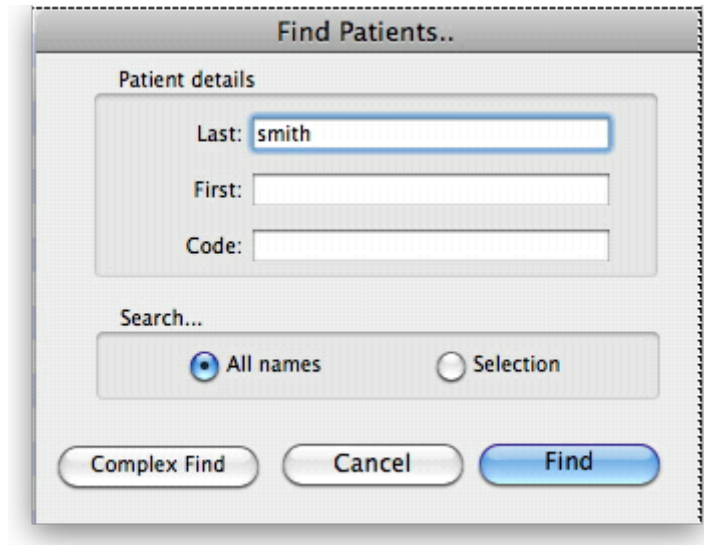 Find Patients..
Patient details
Last: smith
First:
Code:
Search...
All names Selection
Complex Find Cancel Find